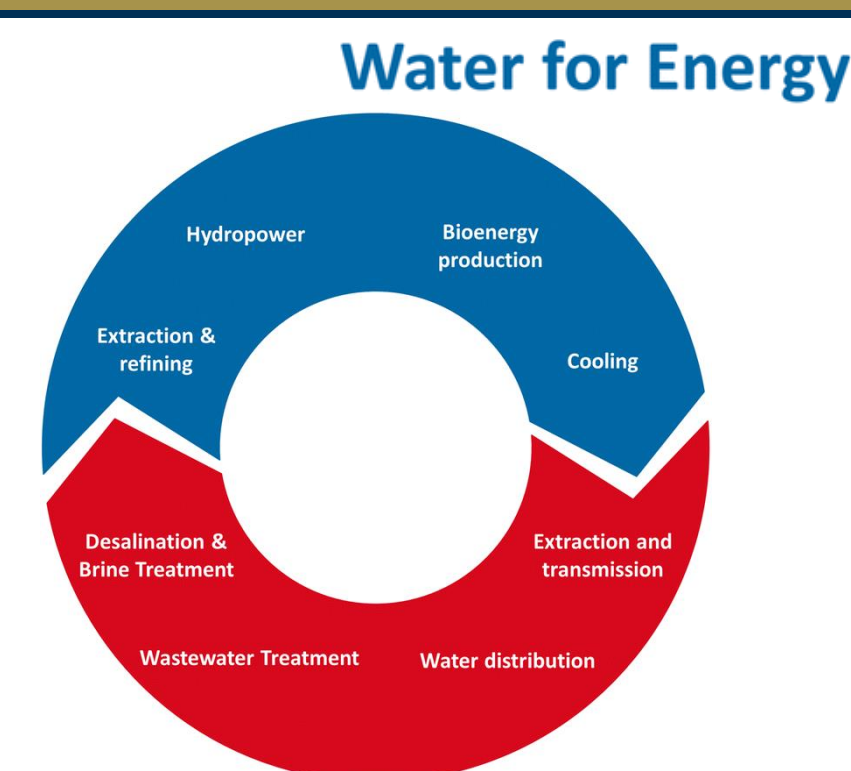 Water for Energy
Hydropower
Bioenergy
production
Extraction &
refining
Cooling
Desalination &
Brine Treatment
Extraction and
transmission
Wastewater Treatment
Water distribution